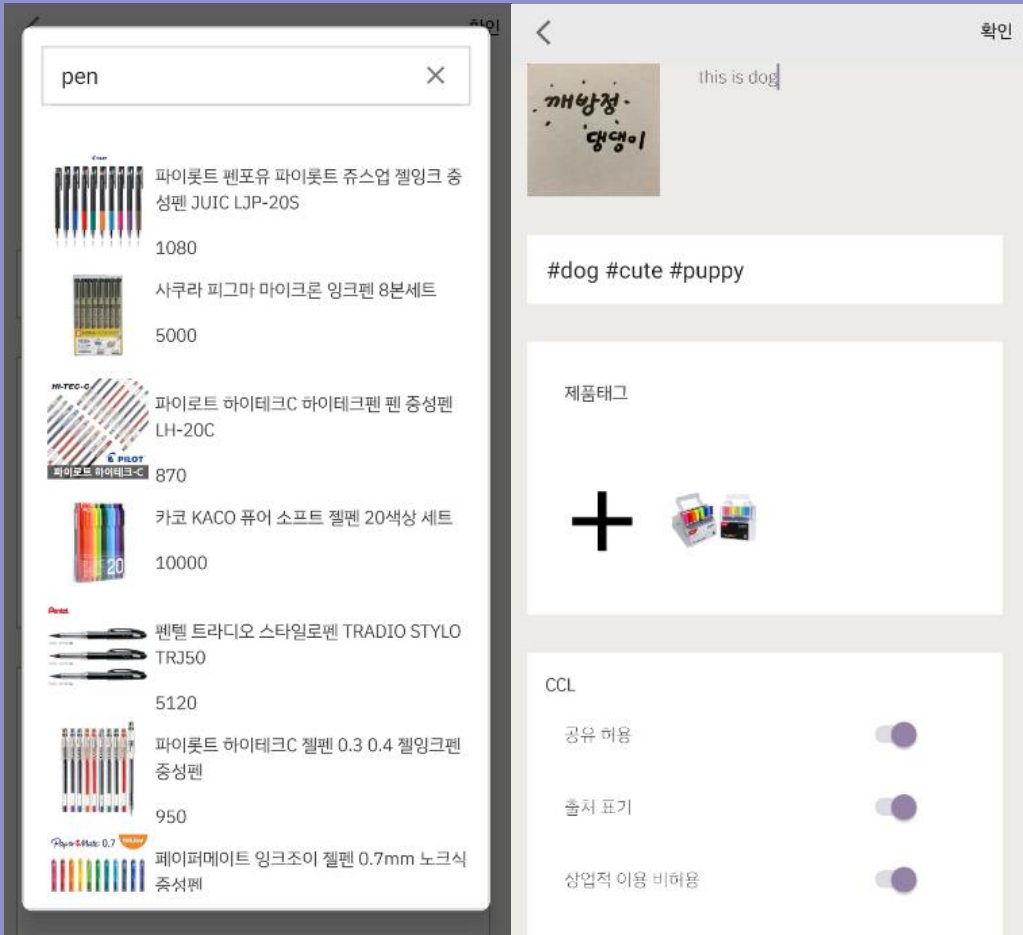 확인
pen
PILOT
파이롯트 펜포유 파이롯트 쥬스업 젤잉크 중
성펜 JUIC LJP-20S
1080
사쿠라 피그마 마이크론 잉크펜 8본세트
5000
HI-TEC-C
PILOT
파이로트 하이테크-C
파이로트 하이테크C 하이테크펜 펜 중성펜
LH-20C
870
20
카코 KACO 퓨어 소프트 젤펜 20색상 세트
10000
Pentel
펜텔 트라디오 스타일로펜 TRADIO STYLO
TRJ50
5120
파이롯트 하이테크C 젤펜 0.3 0.4 젤잉크펜
중성펜
950
Paper Mate 0.7
페이퍼메이트 잉크조이 젤펜 0.7mm 노크식
중성펜
확인
깨방정
댕댕이
this is dog
#dog #cute #puppy
제품태그
CCL
공유 허용
출처 표기
상업적 이용 비허용